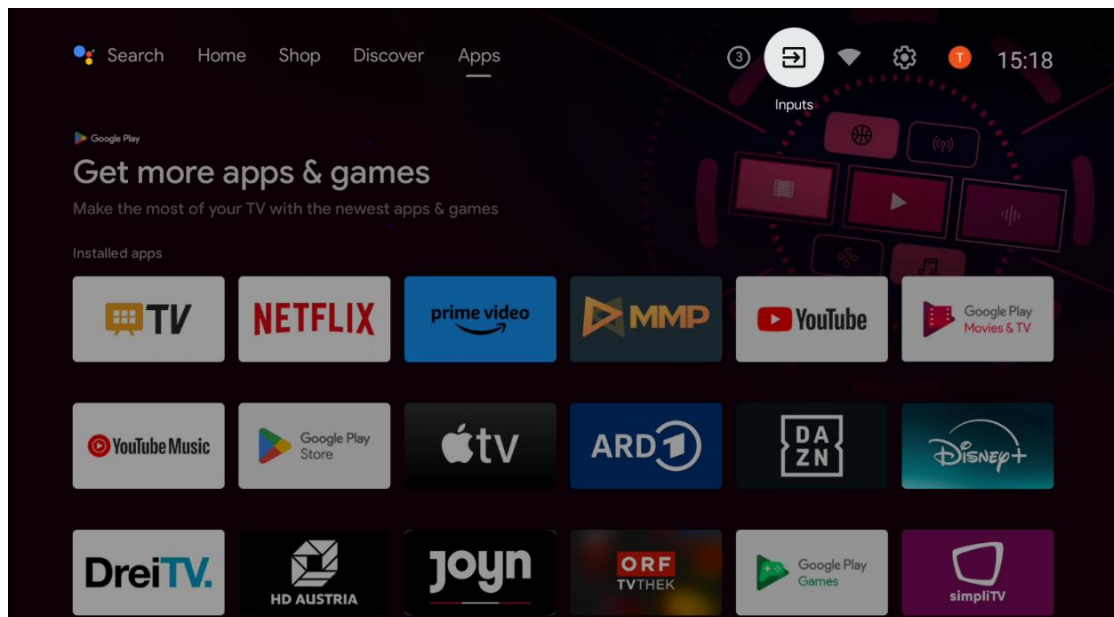 Search Home Shop Discover Apps 3 T 15:18
Inputs
Google Play
Get more apps & games
Make the most of your TV with the newest apps & games
Installed apps
TV NETFLIX prime video MMP YouTube Google Play
Movies & TV
YouTube Music Google Play
Store
tv ARD 1 DA
ZN
Disney+
DreiTV. HD AUSTRIA joyn ORF
TVTHEK
Google Play
Games
simpliTV